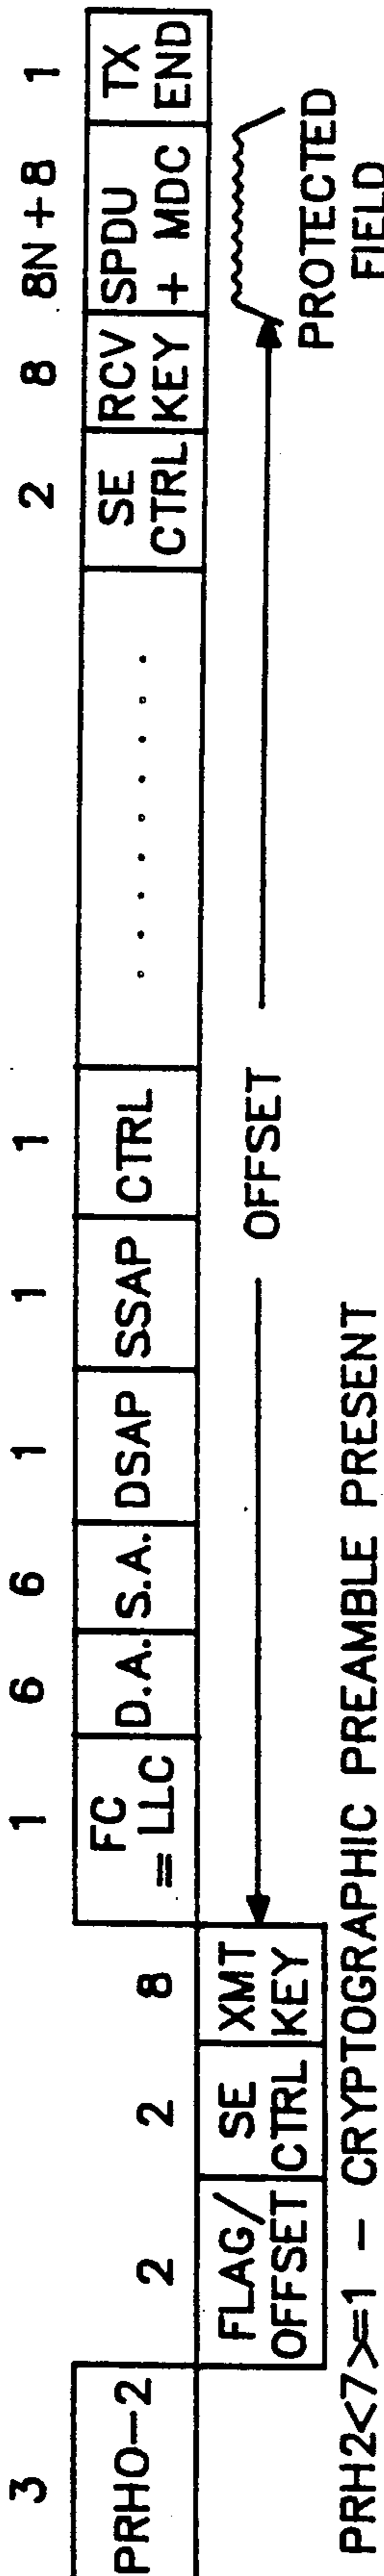 3 2 2 8 1 6 6 1 1 1 2 8 8N+8 1
PRH0-2 FLAG/ SE XMT FC D.A. S.A. DSAP SSAP CTRL ......... SE RCV SPDU TX
OFFSET CTRL KEY =LLC CTRL KEY + MDC END
OFFSET
PROTECTED
FIELD
PRH2<7>=1 - CRYPTOGRAPHIC PREAMBLE PRESENT